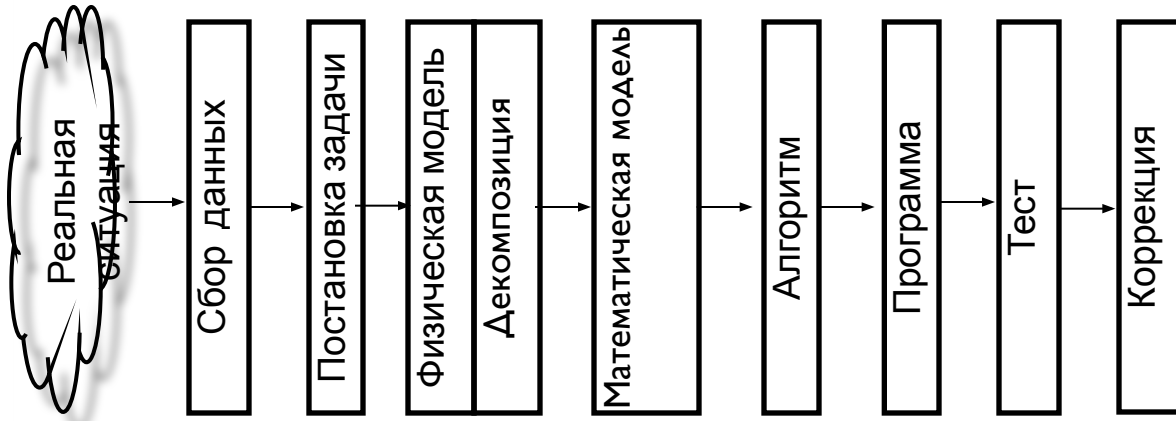 Реальная
ситуация
Сбор данных
Постановка задачи
Физическая модель
Декомпозиция
Математическая модель
Алгоритм
Программа
Тест
Коррекция